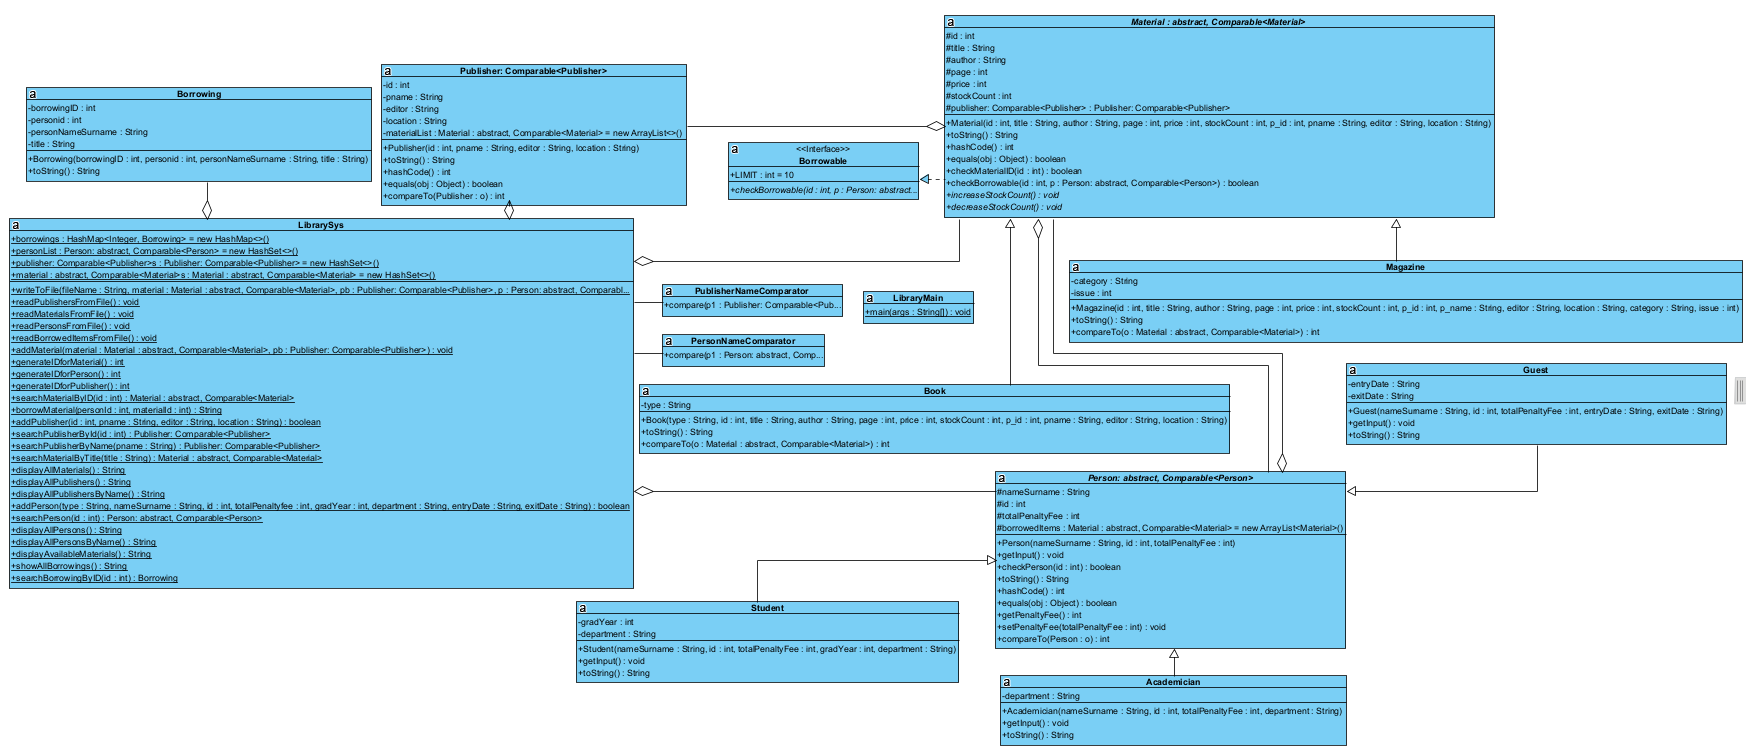 Material : abstract, Comparable<Material>
#id : int
#title : String
#author : String
#page : int
#price : int
#stockCount : int
#publisher: Comparable<Publisher> : Publisher: Comparable<Publisher>
+Material(id : int, title : String, author : String, page : int, price : int, stockCount : int, p_id : int, pname : String, editor : String, location : String)
+toString() : String
+hashCode() : int
+equals(obj : Object) : boolean
+checkMaterialID(id : int) : boolean
+checkBorrowable(id : int, p : Person: abstract, Comparable<Person>) : boolean
+increaseStockCount() : void
+decreaseStockCount() : void
Publisher: Comparable<Publisher>
-id : int
-pname : String
-editor : String
-location : String
-materialList : Material : abstract, Comparable<Material> = new ArrayList<>()
+Publisher(id : int, pname : String, editor : String, location : String)
+toString() : String
+hashCode() : int
+equals(obj : Object) : boolean
+compareTo(Publisher : o) : int
Borrowing
-borrowingID : int
-personid : int
-personNameSurname : String
-title : String
+Borrowing(borrowingID : int, personid : int, personNameSurname : String, title : String)
+toString() : String
<<Interface>>
Borrowable
+LIMIT : int = 10
+checkBorrowable(id : int, p : Person: abstract...
LibrarySys
+borrowings : HashMap<Integer, Borrowing> = new HashMap<>()
+personList : Person: abstract, Comparable<Person> = new HashSet<>()
+publisher: Comparable<Publisher>s : Publisher: Comparable<Publisher> = new HashSet<>()
+material : abstract, Comparable<Material>s : Material : abstract, Comparable<Material> = new HashSet<>()
+writeToFile(fileName : String, material : Material : abstract, Comparable<Material>, pb : Publisher: Comparable<Publisher>, p : Person: abstract, Comparabl...
+readPublishersFromFile() : void
+readMaterialsFromFile() : void
+readPersonsFromFile() : void
+readBorrowedItemsFromFile() : void
+addMaterial(material : Material : abstract, Comparable<Material>, pb : Publisher: Comparable<Publisher>) : void
+generateIDforMaterial() : int
+generateIDforPerson() : int
+generateIDforPublisher() : int
+searchMaterialByID(id : int) : Material : abstract, Comparable<Material>
+borrowMaterial(personId : int, materialId : int) : String
+addPublisher(id : int, pname : String, editor : String, location : String) : boolean
+searchPublisherById(id : int) : Publisher: Comparable<Publisher>
+searchPublisherByName(pname : String) : Publisher: Comparable<Publisher>
+searchMaterialByTitle(title : String) : Material : abstract, Comparable<Material>
+displayAllMaterials() : String
+displayAllPublishers() : String
+displayAllPublishersByName() : String
+addPerson(type : String, nameSurname : String, id : int, totalPenaltyfee : int, gradYear : int, department : String, entryDate : String, exitDate : String) : boolean
+searchPerson(id : int) : Person: abstract, Comparable<Person>
+displayAllPersons() : String
+displayAllPersonsByName() : String
+displayAvailableMaterials() : String
+showAllBorrowings() : String
+searchBorrowingByID(id : int) : Borrowing
PublisherNameComparator
+compare(p1 : Publisher: Comparable<Pub...
LibraryMain
+main(args : String[]) : void
PersonNameComparator
+compare(p1 : Person: abstract, Comp...
Magazine
-category : String
-issue : int
+Magazine(id : int, title : String, author : String, page : int, price : int, stockCount : int, p_id : int, p_name : String, editor : String, location : String, category : String, issue : int)
+toString() : String
+compareTo(o : Material : abstract, Comparable<Material>) : int
Book
-type : String
+Book(type : String, id : int, title : String, author : String, page : int, price : int, stockCount : int, p_id : int, pname : String, editor : String, location : String)
+toString() : String
+compareTo(o : Material : abstract, Comparable<Material>) : int
Guest
-entryDate : String
-exitDate : String
+Guest(nameSurname : String, id : int, totalPenaltyFee : int, entryDate : String, exitDate : String)
+getInput() : void
+toString() : String
Person: abstract, Comparable<Person>
#nameSurname : String
#id : int
#totalPenaltyFee : int
#borrowedItems : Material : abstract, Comparable<Material> = new ArrayList<Material>()
+Person(nameSurname : String, id : int, totalPenaltyFee : int)
+getInput() : void
+checkPerson(id : int) : boolean
+toString() : String
+hashCode() : int
+equals(obj : Object) : boolean
+getPenaltyFee() : int
+setPenaltyFee(totalPenaltyFee : int) : void
+compareTo(Person : o) : int
Student
-gradYear : int
-department : String
+Student(nameSurname : String, id : int, totalPenaltyFee : int, gradYear : int, department : String)
+getInput() : void
+toString() : String
Academician
-department : String
+Academician(nameSurname : String, id : int, totalPenaltyFee : int, department : String)
+getInput() : void
+toString() : String